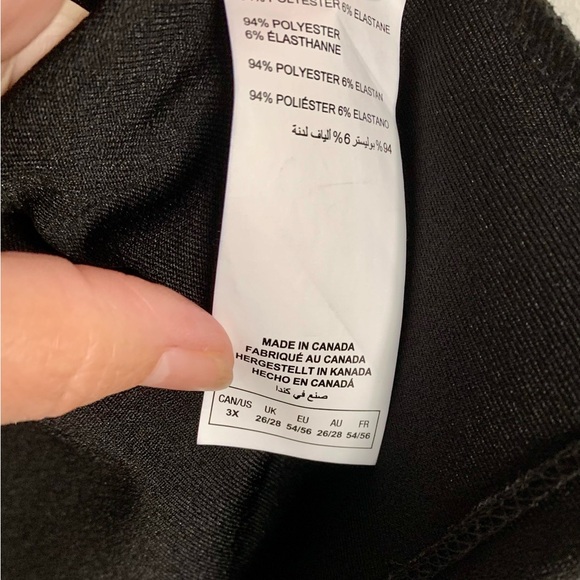 POLYESTER 6% ELASTANE
94% POLYESTER
6% ÉLASTHANNE
94% POLYESTER 6% ELASTAN
94% POLIÉSTER 6% ELASTANO
94% بوليستر 6% ألياف لدنة
MADE IN CANADA
FABRIQUÉ AU CANADA
HERGESTELLT IN KANADA
HECHO EN CANADÁ
صنع في كندا
CAN/US UK EU AU FR
3X 26/28 54/56 26/28 54/56